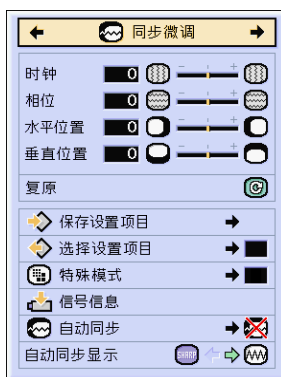 同步微调
时钟 0
相位 0
水平位置 0
垂直位置 0
复原
保存设置项目
选择设置项目
特殊模式
信号信息
自动同步
自动同步显示 SHARP